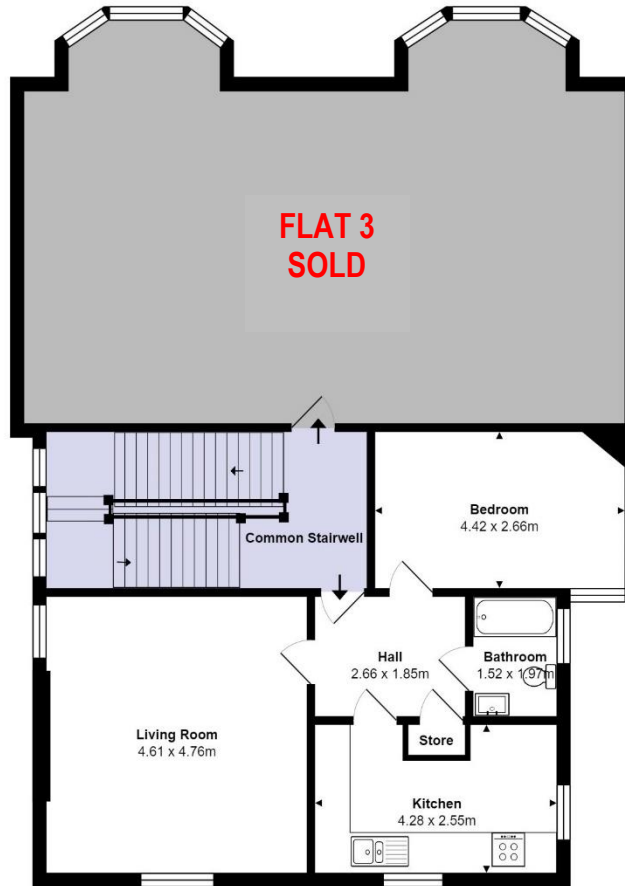 FLAT 3
SOLD
Bedroom
4.42 x 2.66m
Common Stairwell
Hall
2.66 x 1.85m
Bathroom
1.52 x 1.97m
Living Room
4.61 x 4.76m
Store
Kitchen
4.28 x 2.55m